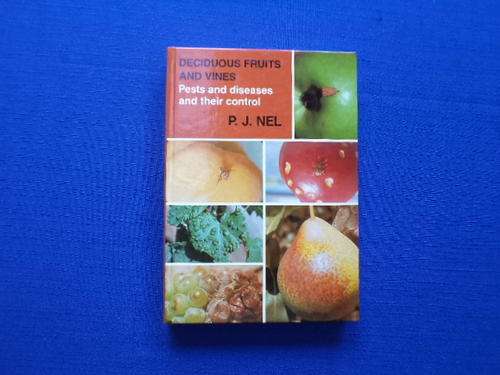 DECIDUOUS FRUITS
AND VINES
Pests and diseases
and their control
P. J. NEL